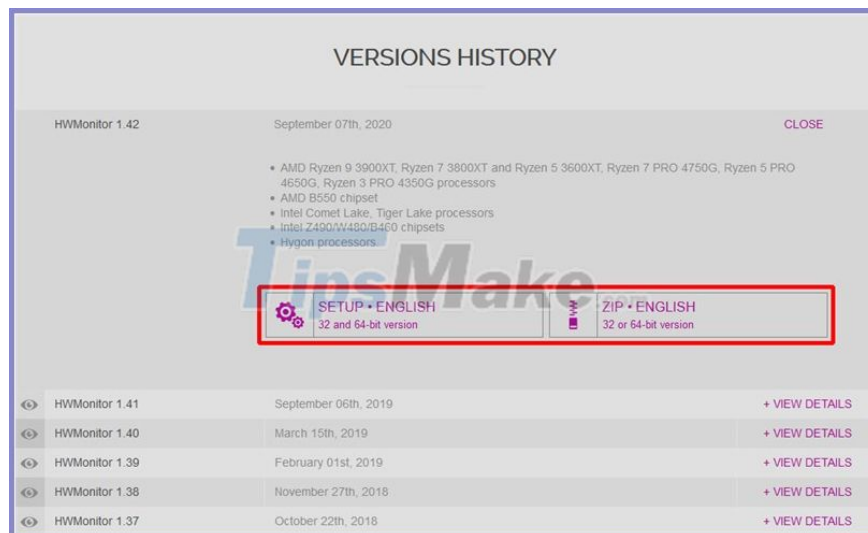 VERSIONS HISTORY
HWMonitor 1.42 September 07th, 2020 CLOSE
• AMD Ryzen 9 3900XT, Ryzen 7 3800XT and Ryzen 5 3600XT, Ryzen 7 PRO 4750G, Ryzen 5 PRO
4650G, Ryzen 3 PRO 4350G processors
• AMD B550 chipset
• Intel Comet Lake, Tiger Lake processors
• Intel Z490/W480/B460 chipsets
• Hygon processors.
TipsMake.com
SETUP • ENGLISH
32 and 64-bit version
ZIP • ENGLISH
32 or 64-bit version
HWMonitor 1.41 September 06th, 2019 + VIEW DETAILS
HWMonitor 1.40 March 15th, 2019 + VIEW DETAILS
HWMonitor 1.39 February 01st, 2019 + VIEW DETAILS
HWMonitor 1.38 November 27th, 2018 + VIEW DETAILS
HWMonitor 1.37 October 22th, 2018 + VIEW DETAILS